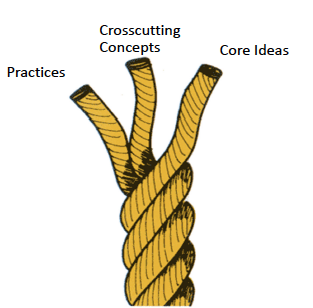 Practices
Crosscutting
Concepts
Core Ideas